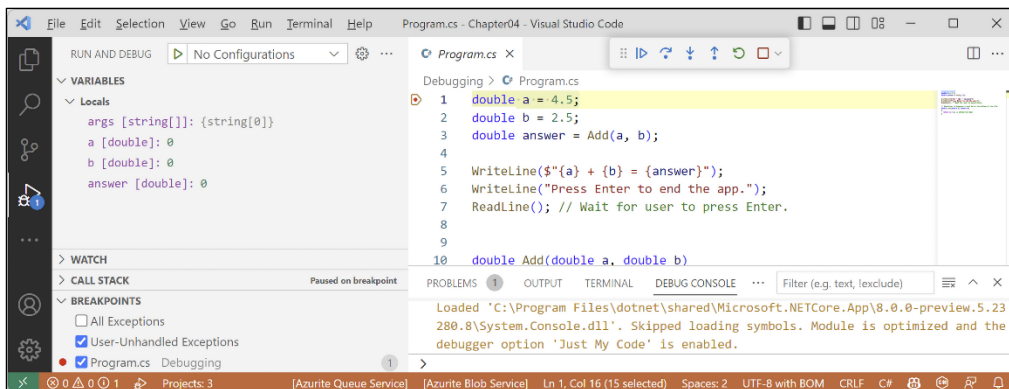 File Edit Selection View Go Run Terminal Help Program.cs - Chapter04 - Visual Studio Code
RUN AND DEBUG No Configurations
VARIABLES
Locals
args [string[]]: {string[0]}
a [double]: 0
b [double]: 0
answer [double]: 0
WATCH
CALL STACK Paused on breakpoint
BREAKPOINTS
All Exceptions
User-Unhandled Exceptions
Program.cs Debugging 1
1
Program.cs
Debugging > Program.cs
1 double a = 4.5;
2 double b = 2.5;
3 double answer = Add(a, b);
4
5 WriteLine($"{a} + {b} = {answer}");
6 WriteLine("Press Enter to end the app.");
7 ReadLine(); // Wait for user to press Enter.
8
9
10 double Add(double a, double b)
PROBLEMS 1 OUTPUT TERMINAL DEBUG CONSOLE ... Filter (e.g. text, !exclude)
Loaded 'C:\Program Files\dotnet\shared\Microsoft.NETCore.App\8.0.0-preview.5.23
280.8\System.Console.dll'. Skipped loading symbols. Module is optimized and the
debugger option 'Just My Code' is enabled.
>
0 0 1 Projects: 3 [Azurite Queue Service] [Azurite Blob Service] Ln 1, Col 16 (15 selected) Spaces: 2 UTF-8 with BOM CRLF C#